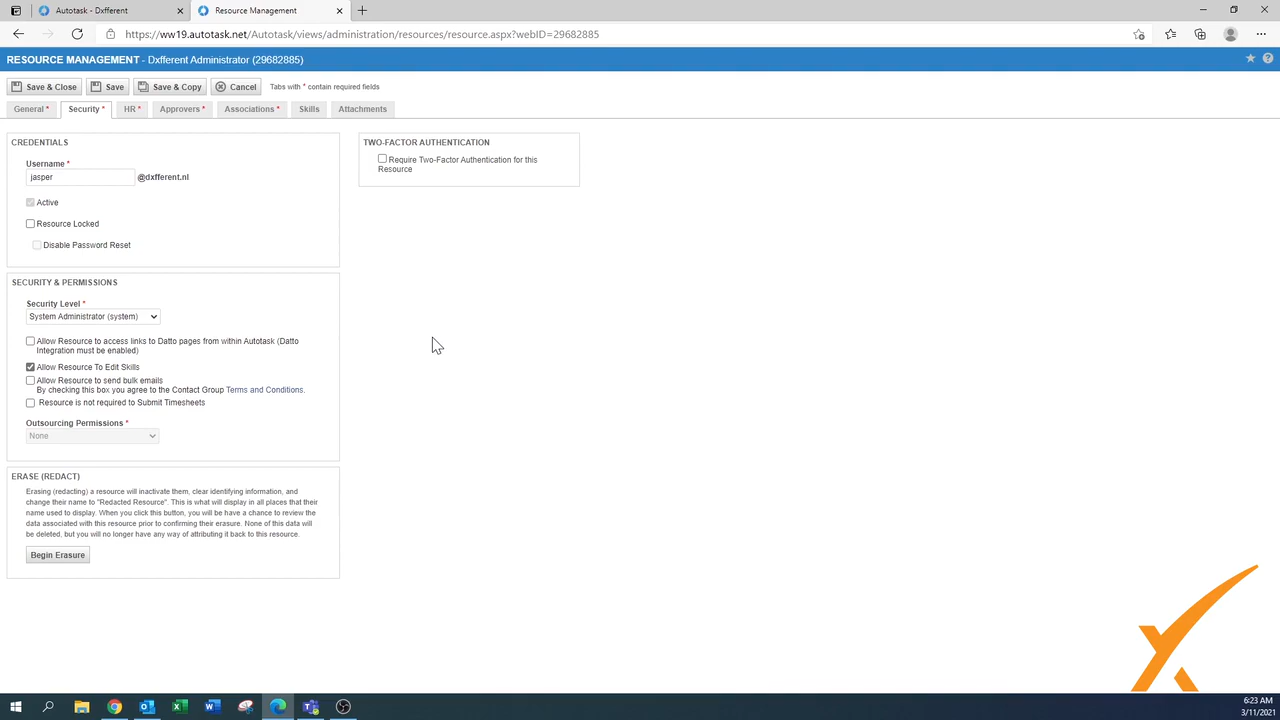 Autotask - Dxfferent
Resource Management
https://ww19.autotask.net/Autotask/views/administration/resources/resource.aspx?webID=29682885
RESOURCE MANAGEMENT - Dxfferent Administrator (29682885)
Save & Close
Save
Save & Copy
Cancel
Tabs with * contain required fields
General *
Security *
HR *
Approvers *
Associations *
Skills
Attachments
CREDENTIALS
Username *
jasper
@dxfferent.nl
Active
Resource Locked
Disable Password Reset
TWO-FACTOR AUTHENTICATION
Require Two-Factor Authentication for this
Resource
SECURITY & PERMISSIONS
Security Level *
System Administrator (system)
Allow Resource to access links to Datto pages from within Autotask (Datto
Integration must be enabled)
Allow Resource To Edit Skills
Allow Resource to send bulk emails
By checking this box you agree to the Contact Group Terms and Conditions.
Resource is not required to Submit Timesheets
Outsourcing Permissions *
None
ERASE (REDACT)
Erasing (redacting) a resource will inactivate them, clear identifying information, and
change their name to "Redacted Resource". This is what will display in all places that their
name used to display. When you click this button, you will have a chance to review the
data associated with this resource prior to confirming their erasure. None of this data will
be deleted, but you will no longer have any way of attributing it back to this resource.
Begin Erasure
6:23 AM
3/11/2021